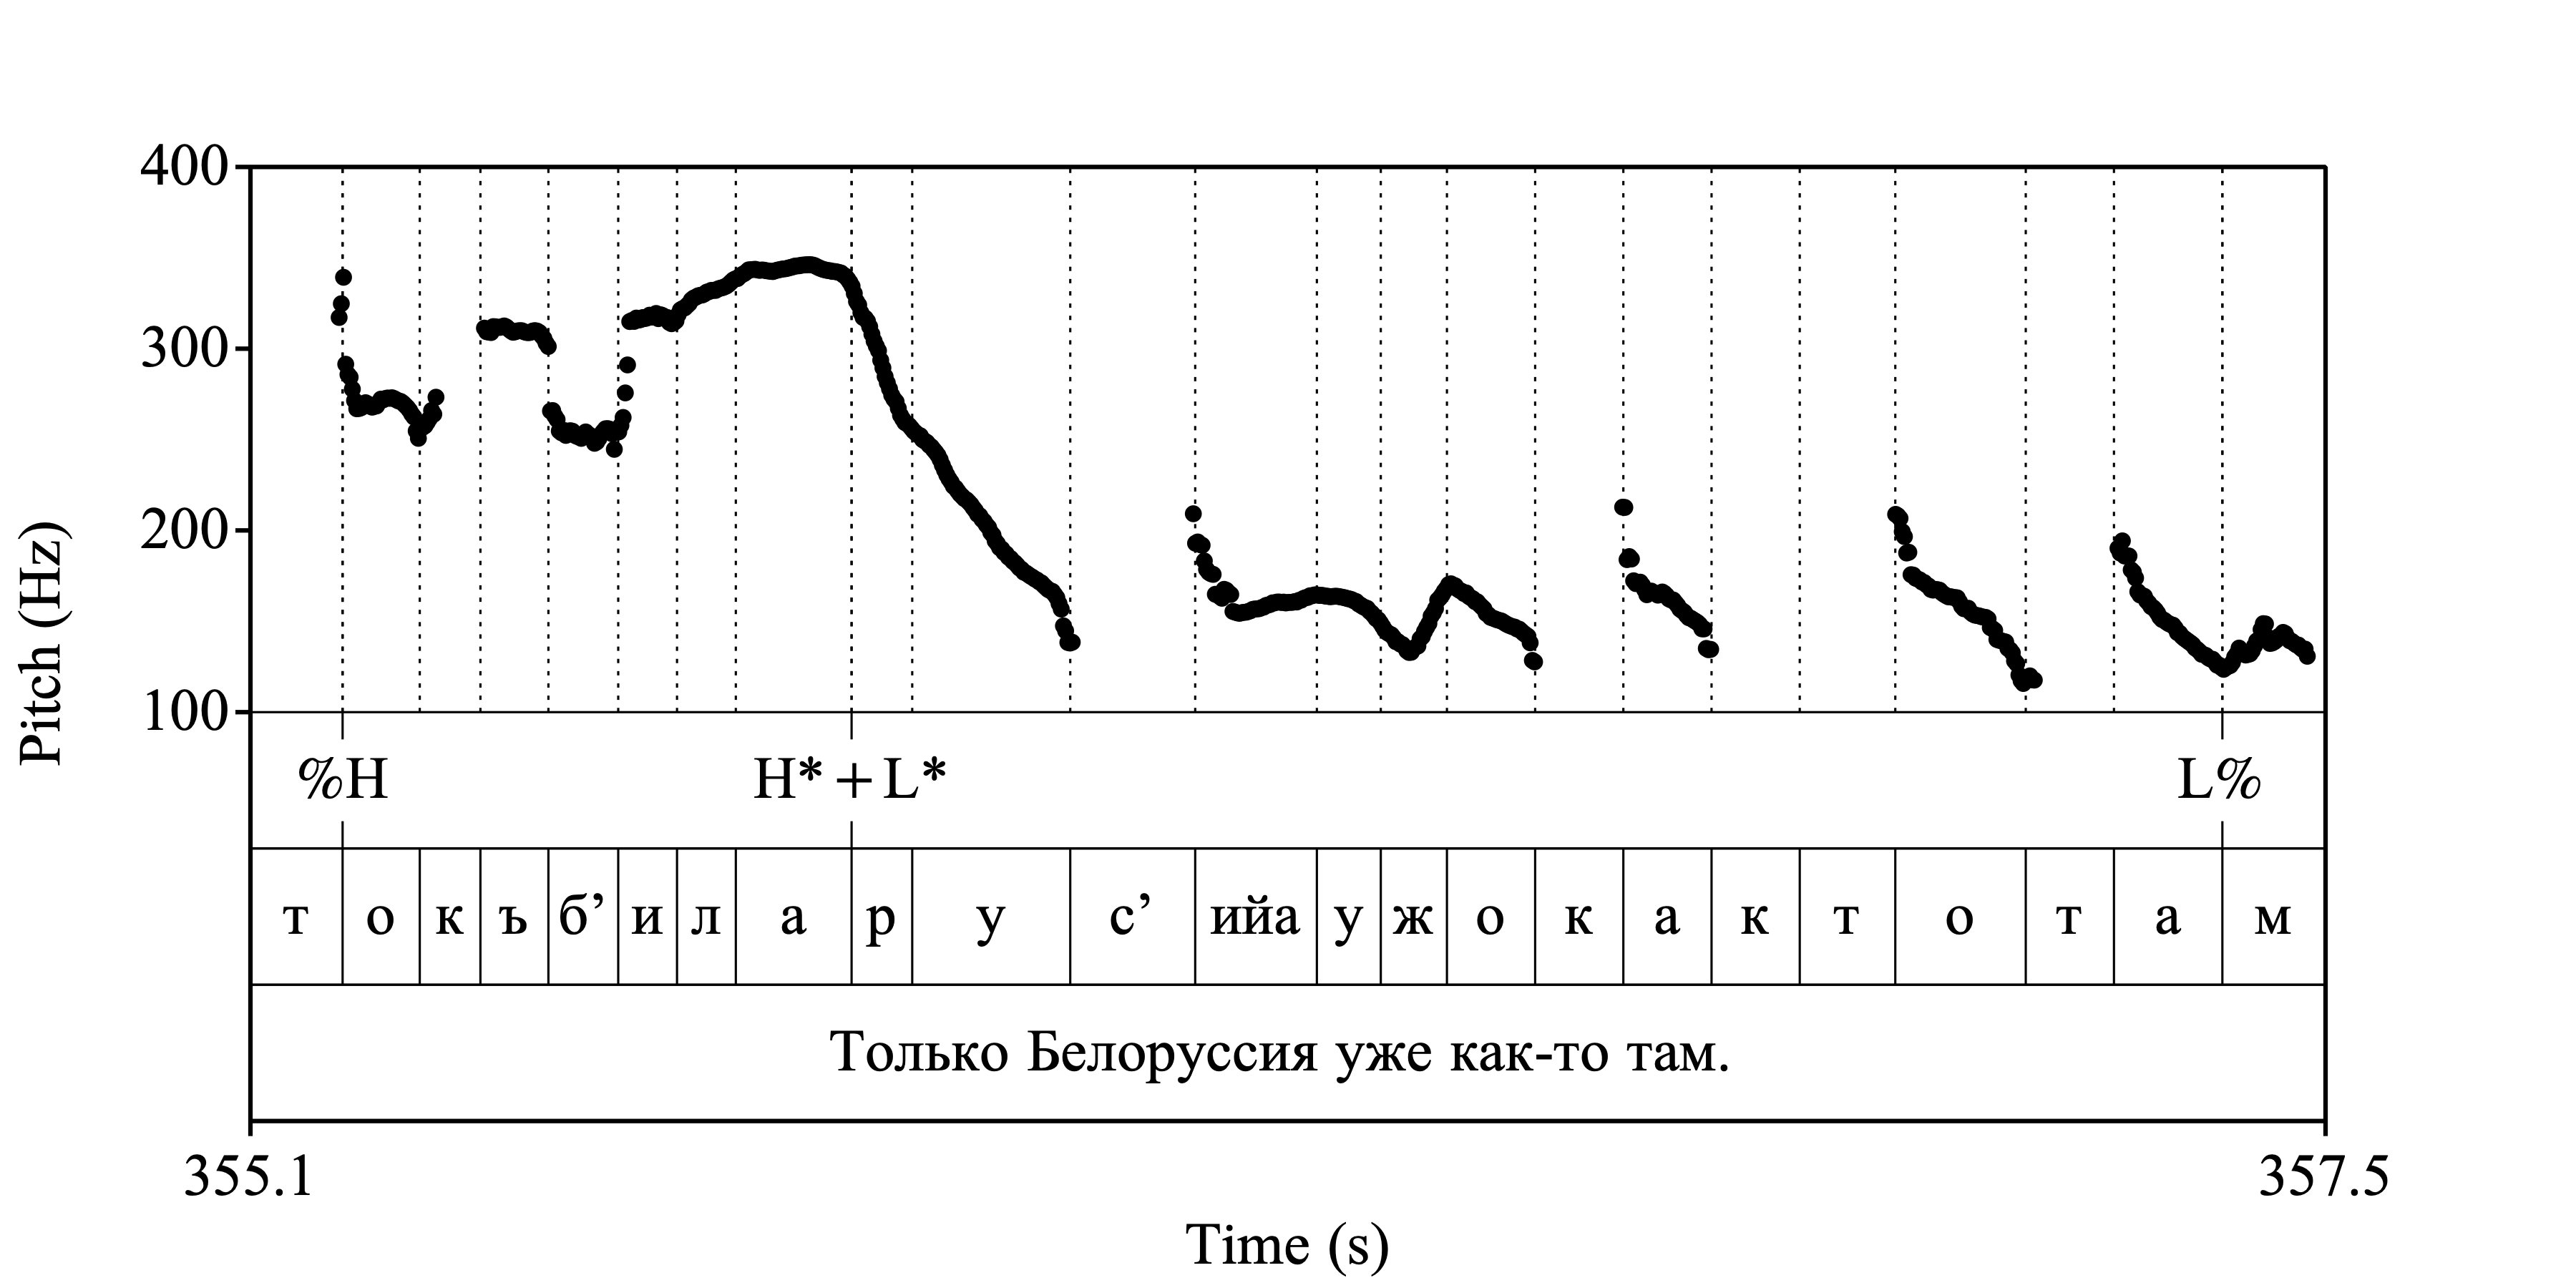 400
300
200
100
Pitch (Hz)
%H H*+L* L%
т о к ъ б’ и л а р у с’ ийа у ж о к а к т о т а м
Только Белоруссия уже как-то там.
355.1 357.5
Time (s)